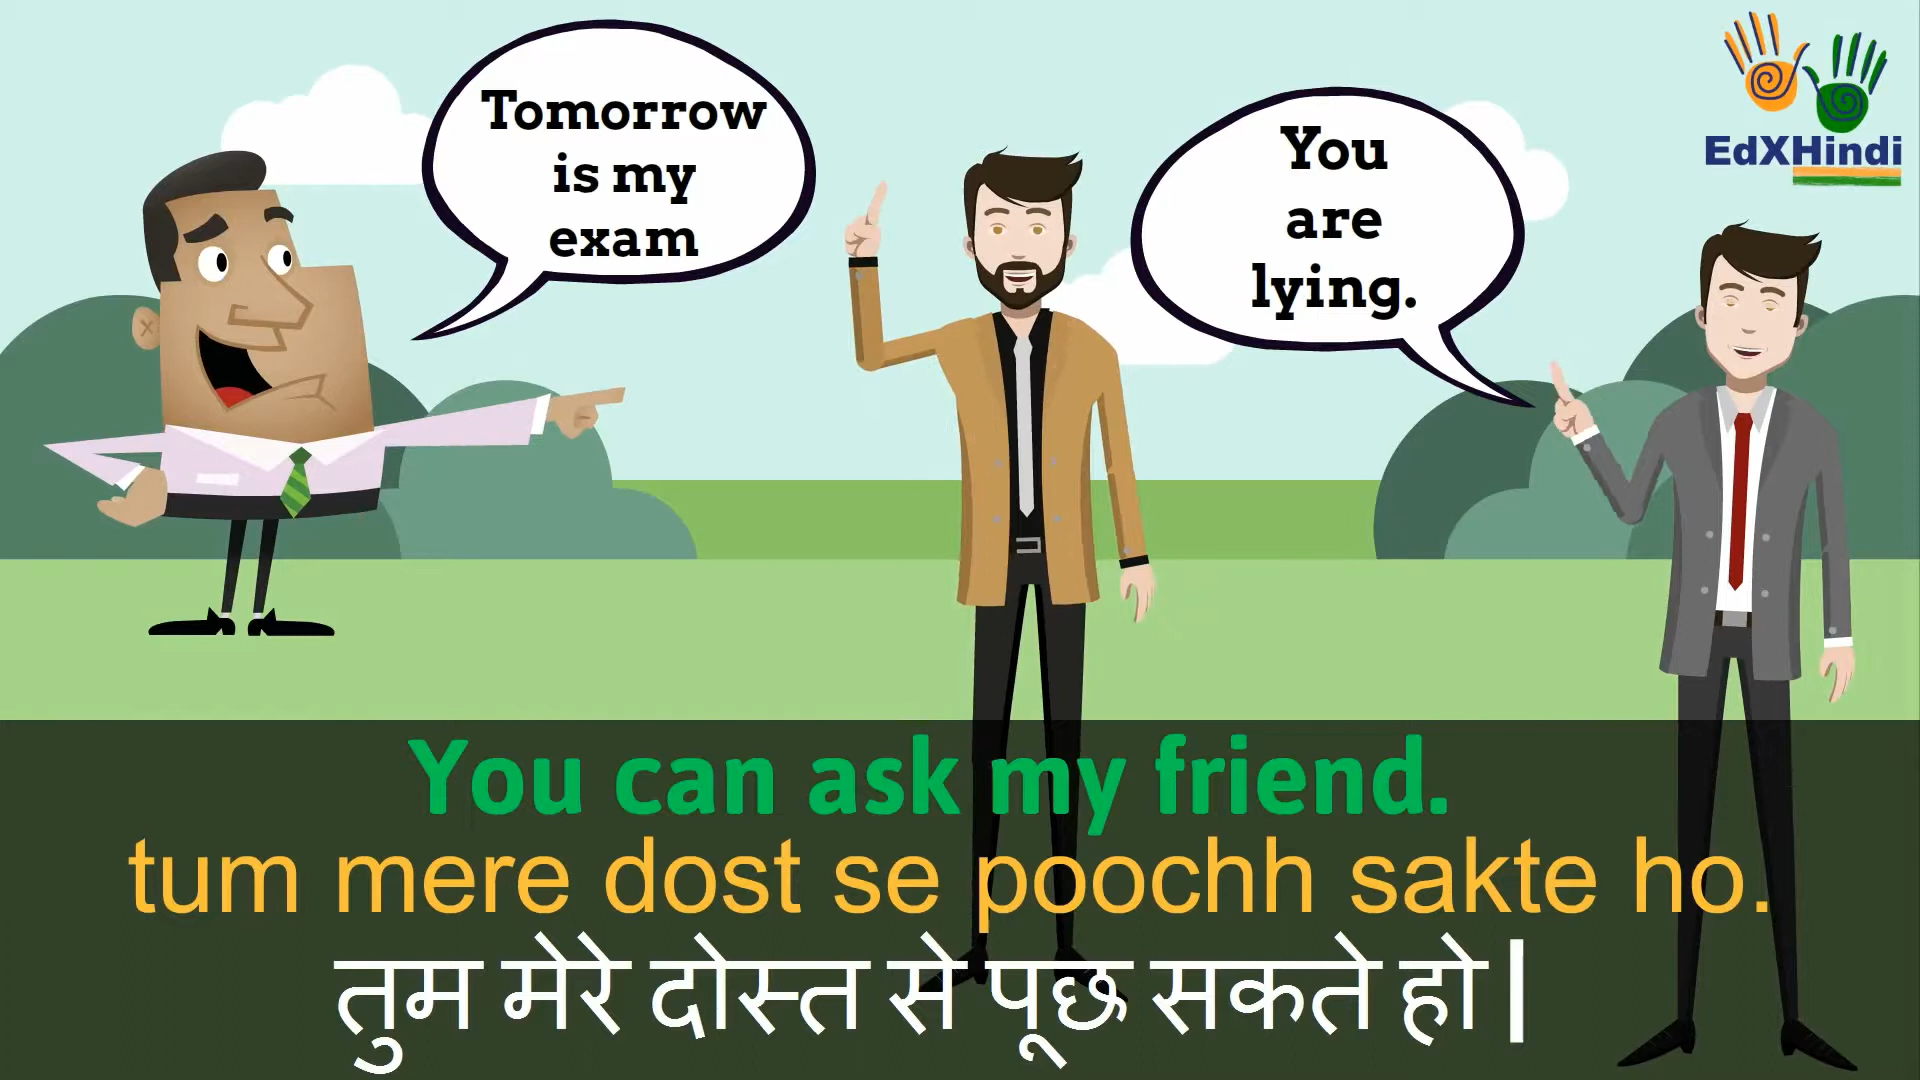 Tomorrow
is my
exam
You
are
lying.
EdXHindi
You can ask my friend.
tum mere dost se poochh sakte ho.
तुम मेरे दोस्त से पूछ सकते हो|